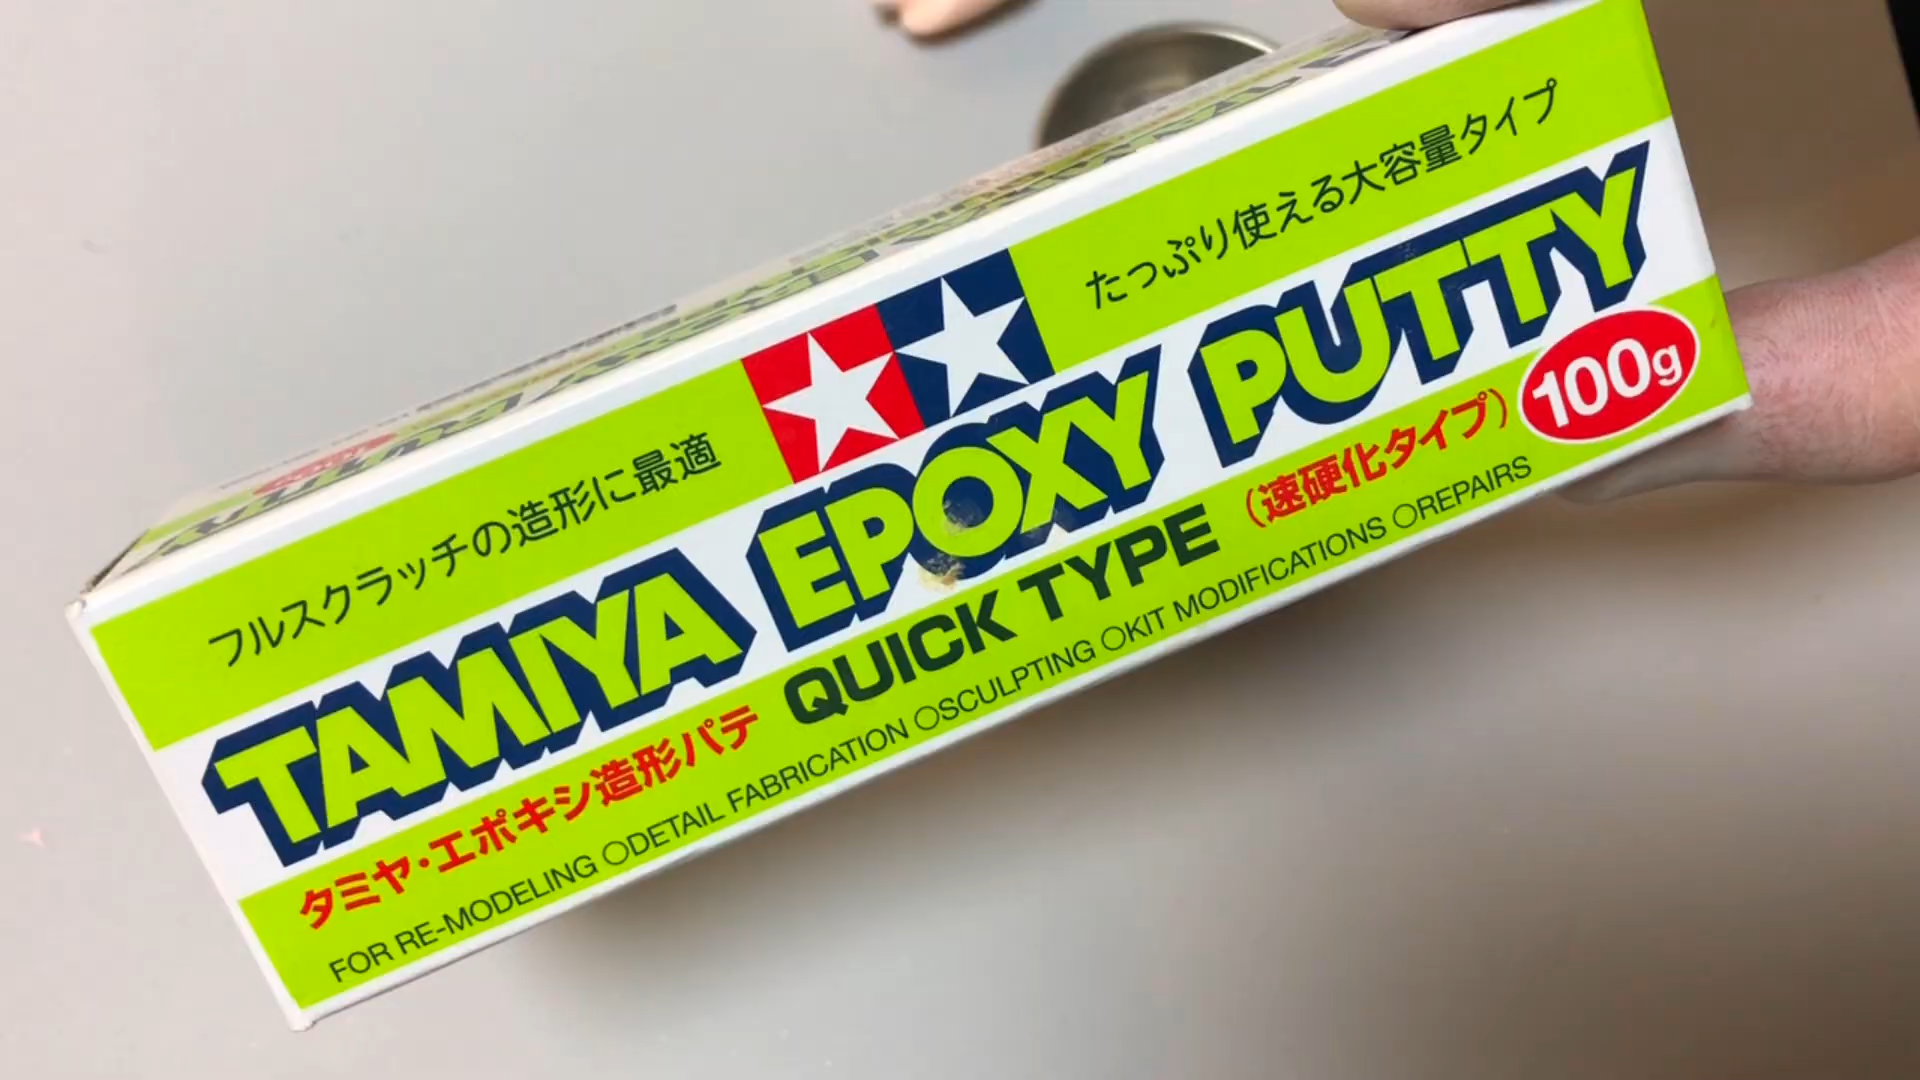 フルスクラッチの造形に最適
たっぷり使える大容量タイプ
TAMIYA EPOXY PUTTY
タミヤ・エポキシ造形パテ QUICK TYPE (速硬化タイプ) 100g
FOR RE-MODELING ○DETAIL FABRICATION ○SCULPTING ○KIT MODIFICATIONS ○REPAIRS